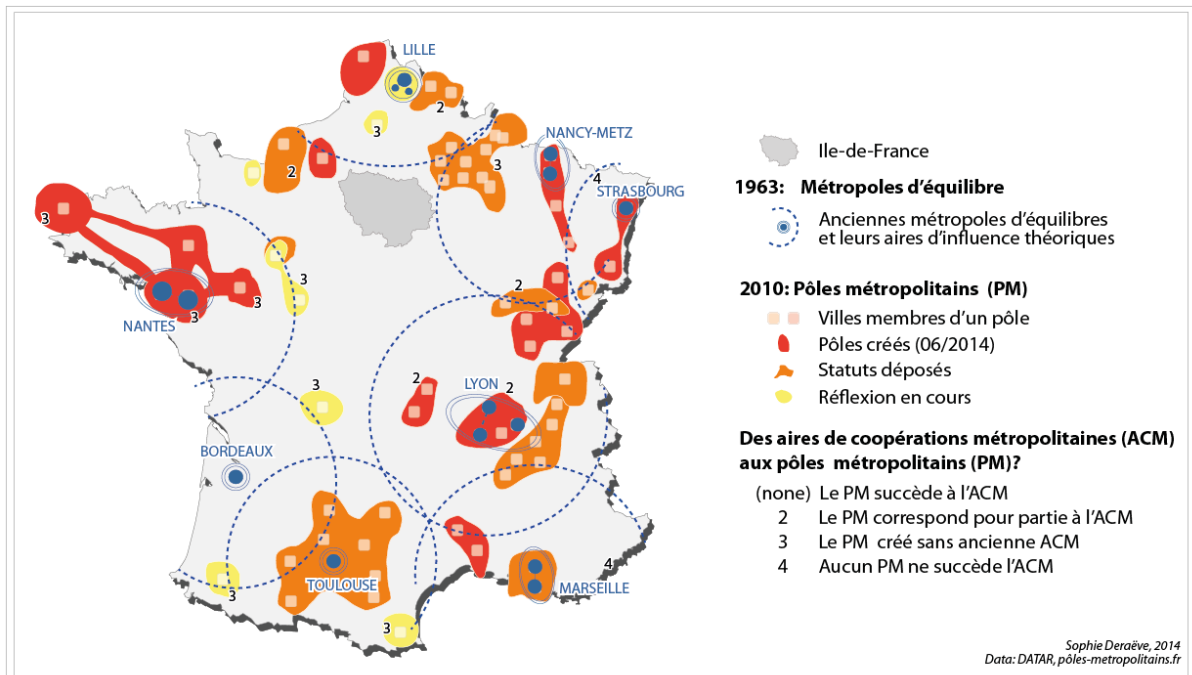 LILLE
2
3
NANCY-METZ
2
3
4
STRASBOURG
3
3
3
2
NANTES
3
3
2
LYON
2
BORDEAUX
TOULOUSE
MARSEILLE
4
3
3
Ile-de-France
1963: Métropoles d'équilibre
Anciennes métropoles d'équilibres
et leurs aires d'influence théoriques
2010: Pôles métropolitains (PM)
Villes membres d'un pôle
Pôles créés (06/2014)
Statuts déposés
Réflexion en cours
Des aires de coopérations métropolitaines (ACM)
aux pôles métropolitains (PM)?
(none) Le PM succède à l'ACM
2 Le PM correspond pour partie à l'ACM
3 Le PM créé sans ancienne ACM
4 Aucun PM ne succède l'ACM
Sophie Deraëve, 2014
Data: DATAR, pôles-metropolitains.fr